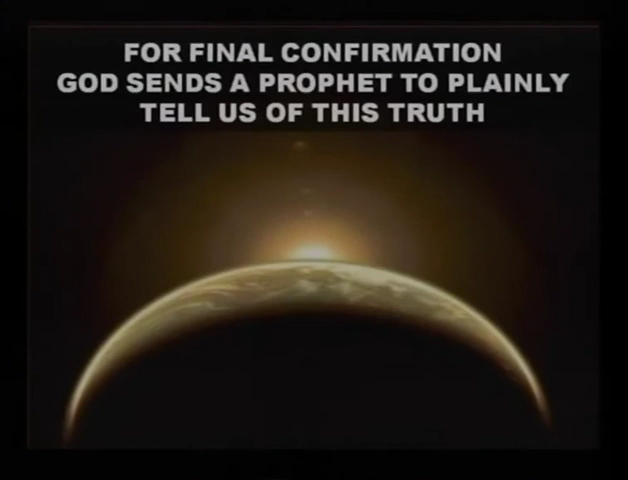 FOR FINAL CONFIRMATION
GOD SENDS A PROPHET TO PLAINLY
TELL US OF THIS TRUTH